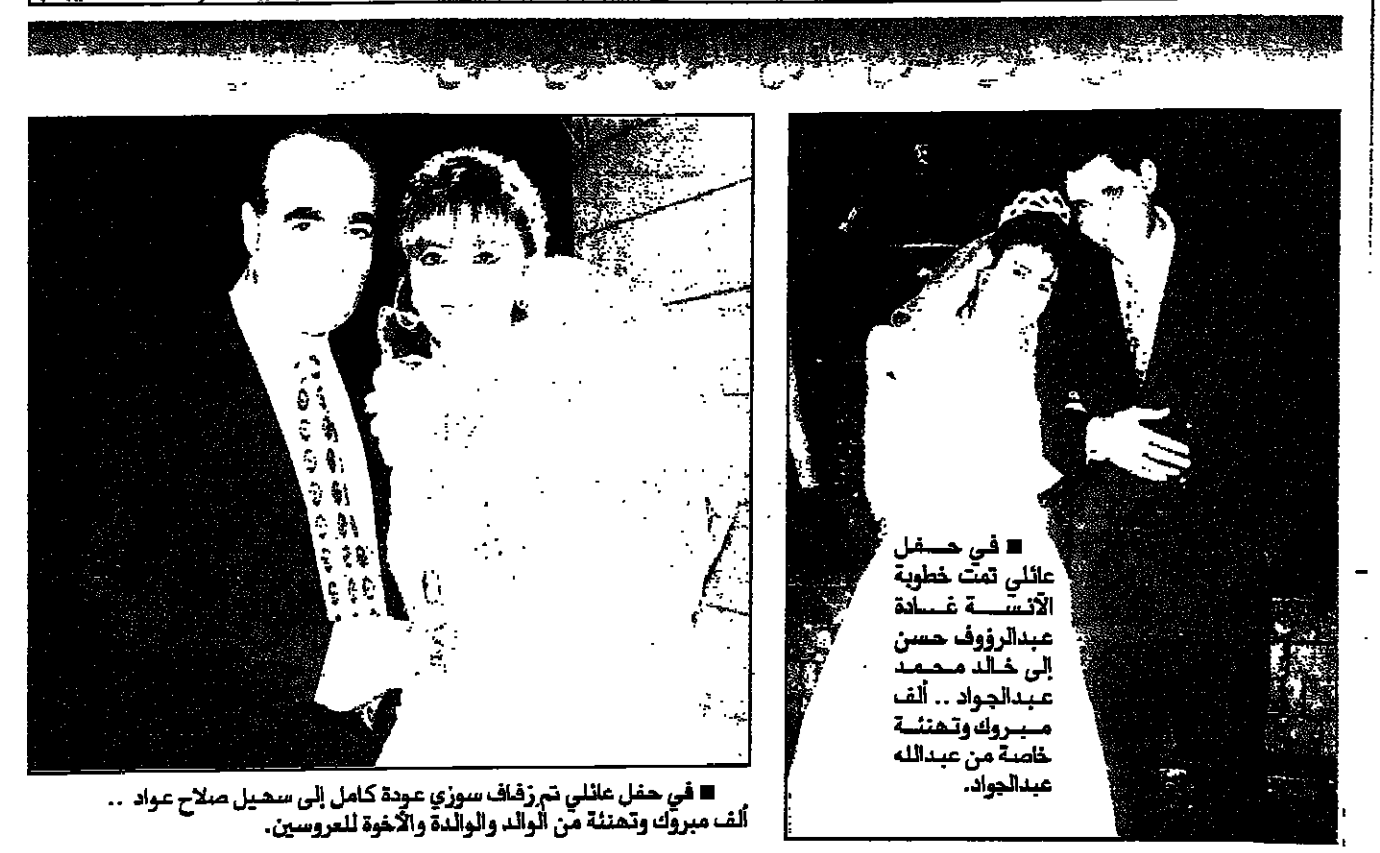 ■ في حفل
عائلي تمت خطوبة
الآنسة غادة
عبدالرؤوف حسن
إلى خالد محمد
عبدالجواد .. ألف
مبروك وتهنئة
خاصة من عبدالله
عبدالجواد.
■ في حفل عائلي تم زفاف سوزي عودة كامل إلى سهيل صلاح عواد ..
ألف مبروك وتهنئة من الوالد والوالدة والأخوة للعروسين.